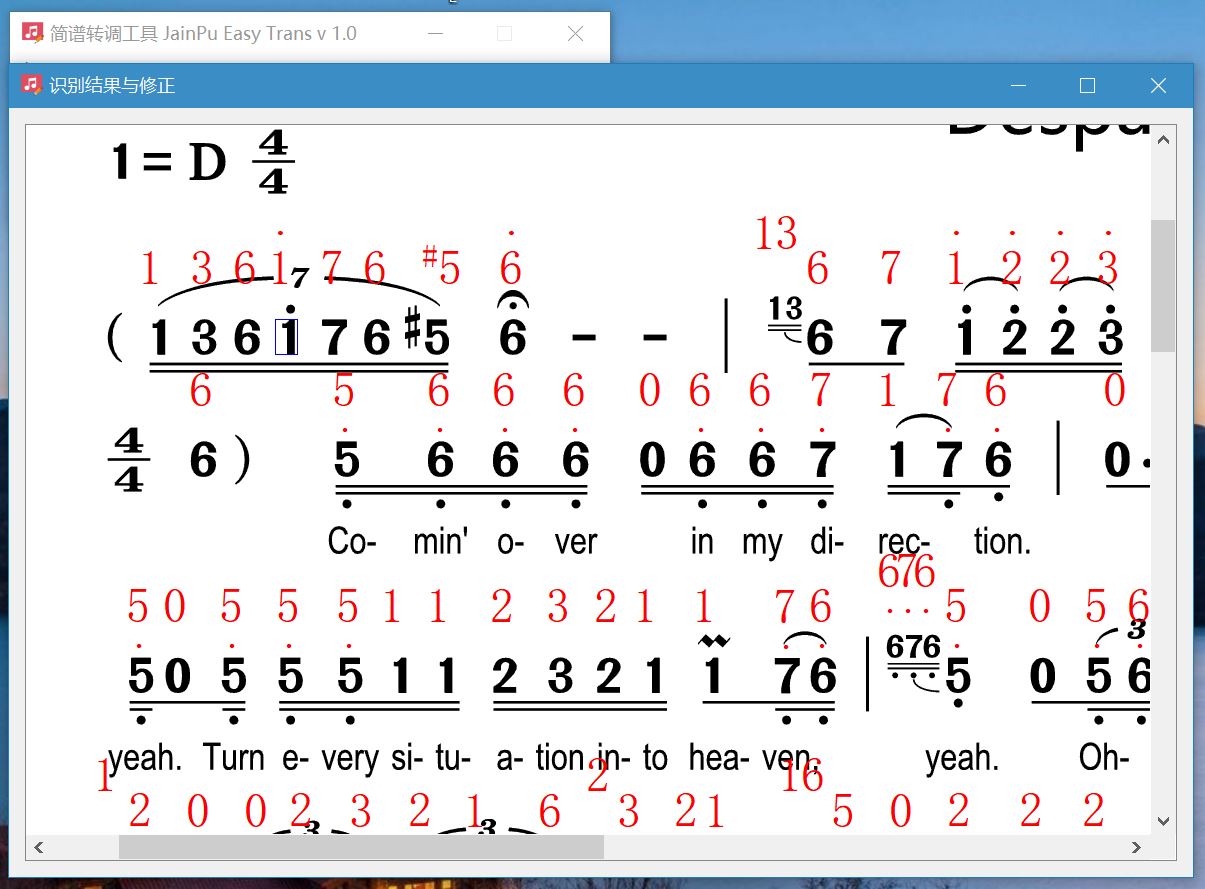 简谱转调工具 JainPu Easy Trans v 1.0
识别结果与修正
Despu
1 = D 4/4
13
1 3 6 1 7 6 #5 6 6 7 1 2 2 3
7
( 1 3 6 1 7 6 #5 6 - - | 13 6 7 1 2 2 3
6 5 6 6 6 0 6 6 7 1 7 6 0
4/4 6 ) 5 6 6 6 0 6 6 7 1 7 6 | 0 ·
Co- min' o- ver in my di- rec- tion.
676
5 0 5 5 5 1 1 2 3 2 1 1 7 6 5 0 5 6
3
5 0 5 5 5 1 1 2 3 2 1 1 7 6 | 676 5 0 5 6
yeah. Turn e- very si- tu- a- tion in- to hea- ven, yeah. Oh-
1 2 16
2 0 0 2 3 2 1 6 3 2 1 5 0 2 2 2
3 3